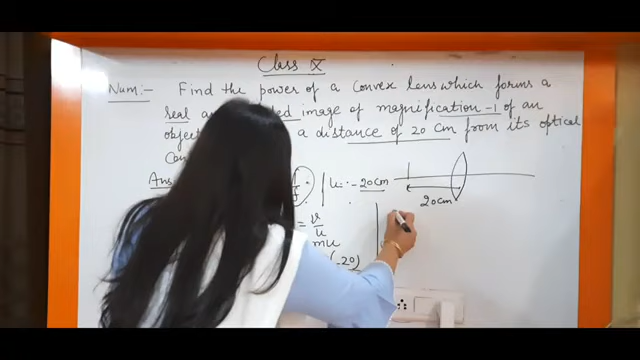 Class X
Num:- Find the power of a convex lens which forms a
real image of magnification -1 of an
object a distance of 20 cm from its optical
Ans
u = -20cm
20cm
= v/u
mu
(-20)